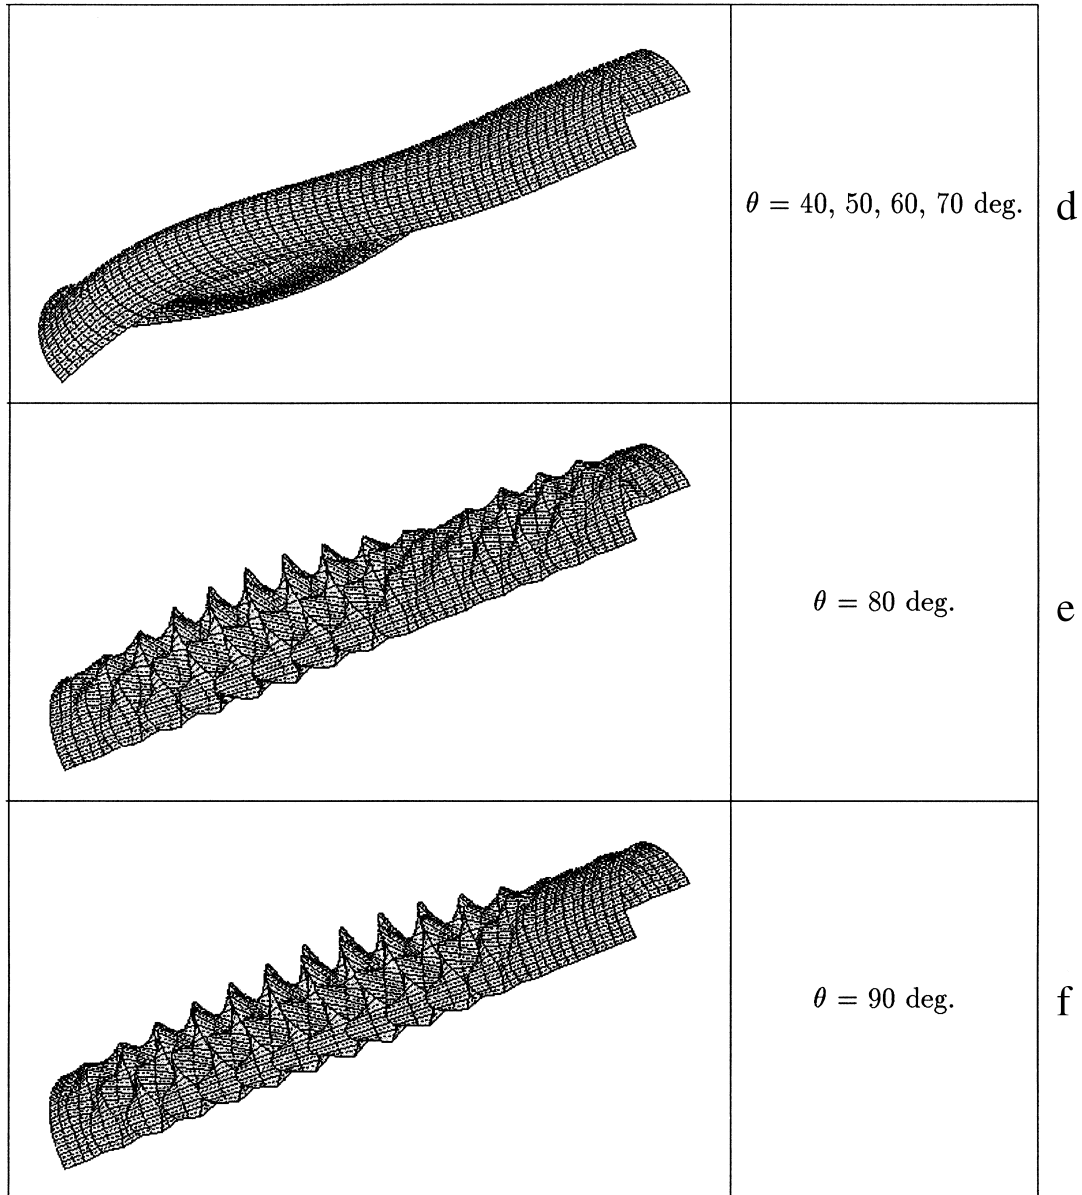 θ = 40, 50, 60, 70 deg.
d
θ = 80 deg.
e
θ = 90 deg.
f